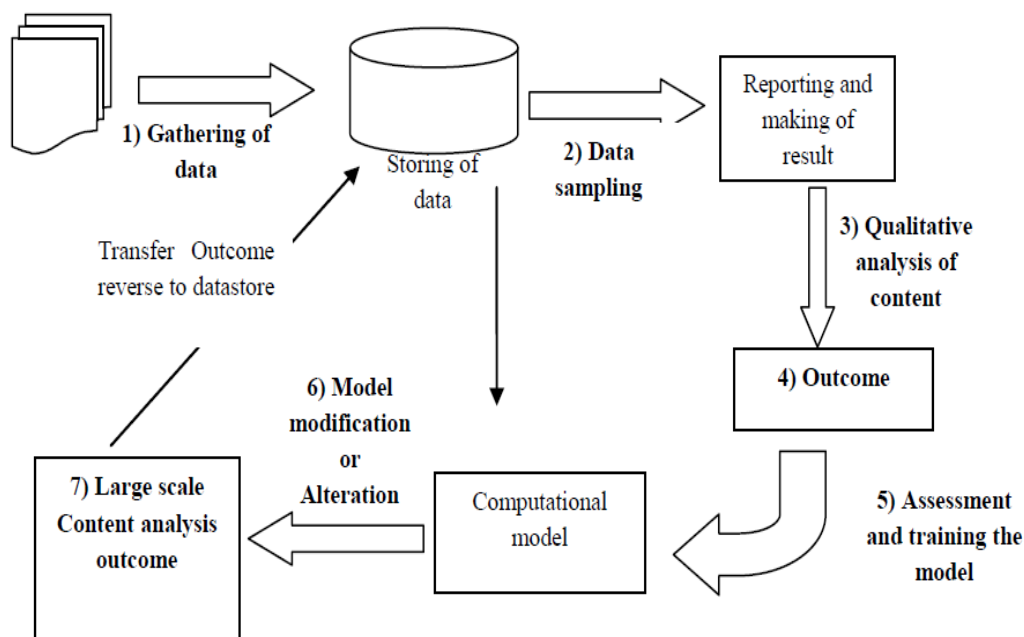 1) Gathering of
data
Storing of
data
2) Data
sampling
Reporting and
making of
result
3) Qualitative
analysis of
content
4) Outcome
5) Assessment
and training the
model
Computational
model
6) Model
modification
or
Alteration
7) Large scale
Content analysis
outcome
Transfer Outcome
reverse to datastore